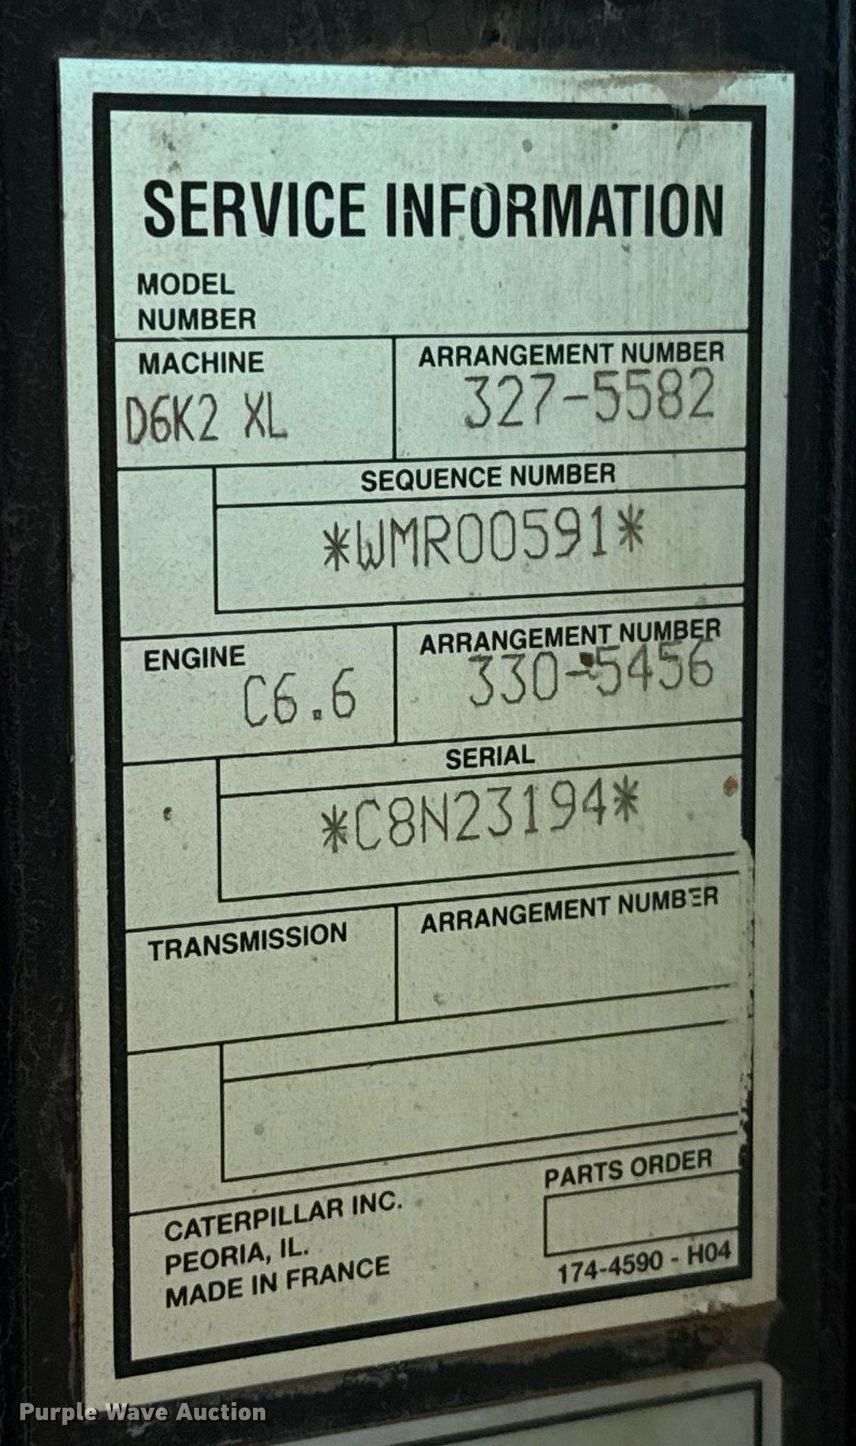 SERVICE INFORMATION
MODEL
NUMBER
MACHINE
ARRANGEMENT NUMBER
D6K2 XL
327-5582
SEQUENCE NUMBER
*WMR00591*
ENGINE
ARRANGEMENT NUMBER
C6.6
330-5456
SERIAL
*C8N23194*
TRANSMISSION
ARRANGEMENT NUMBER
CATERPILLAR INC.
PEORIA, IL.
MADE IN FRANCE
PARTS ORDER
174-4590 - H04
Purple Wave Auction